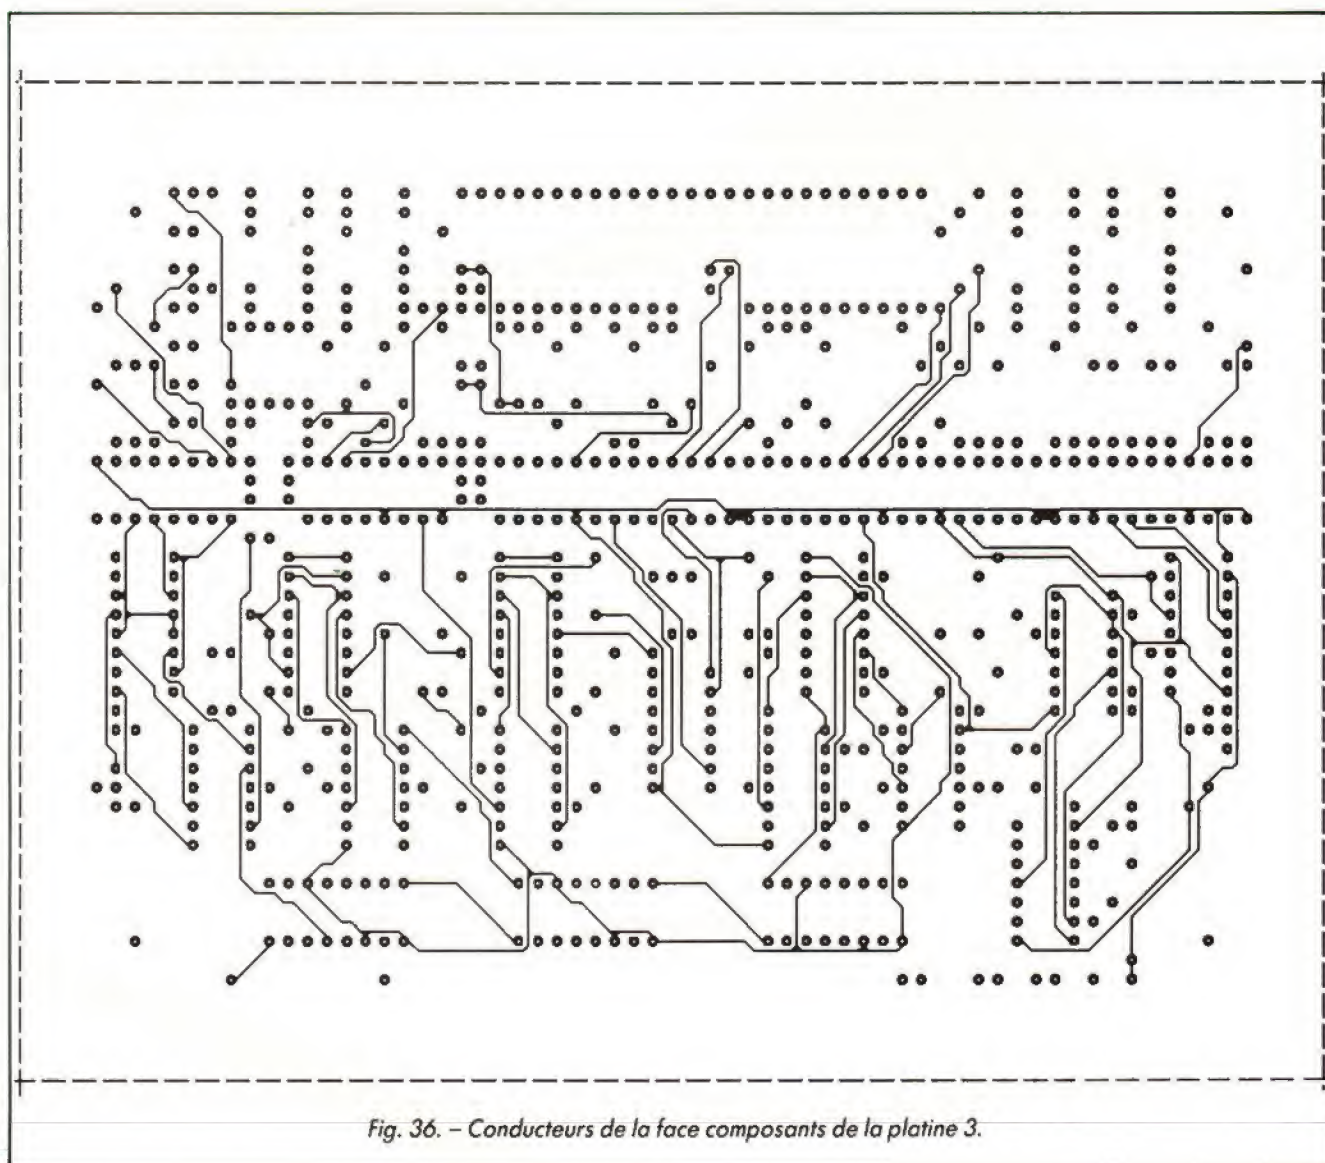 Fig. 36. – Conducteurs de la face composants de la platine 3.